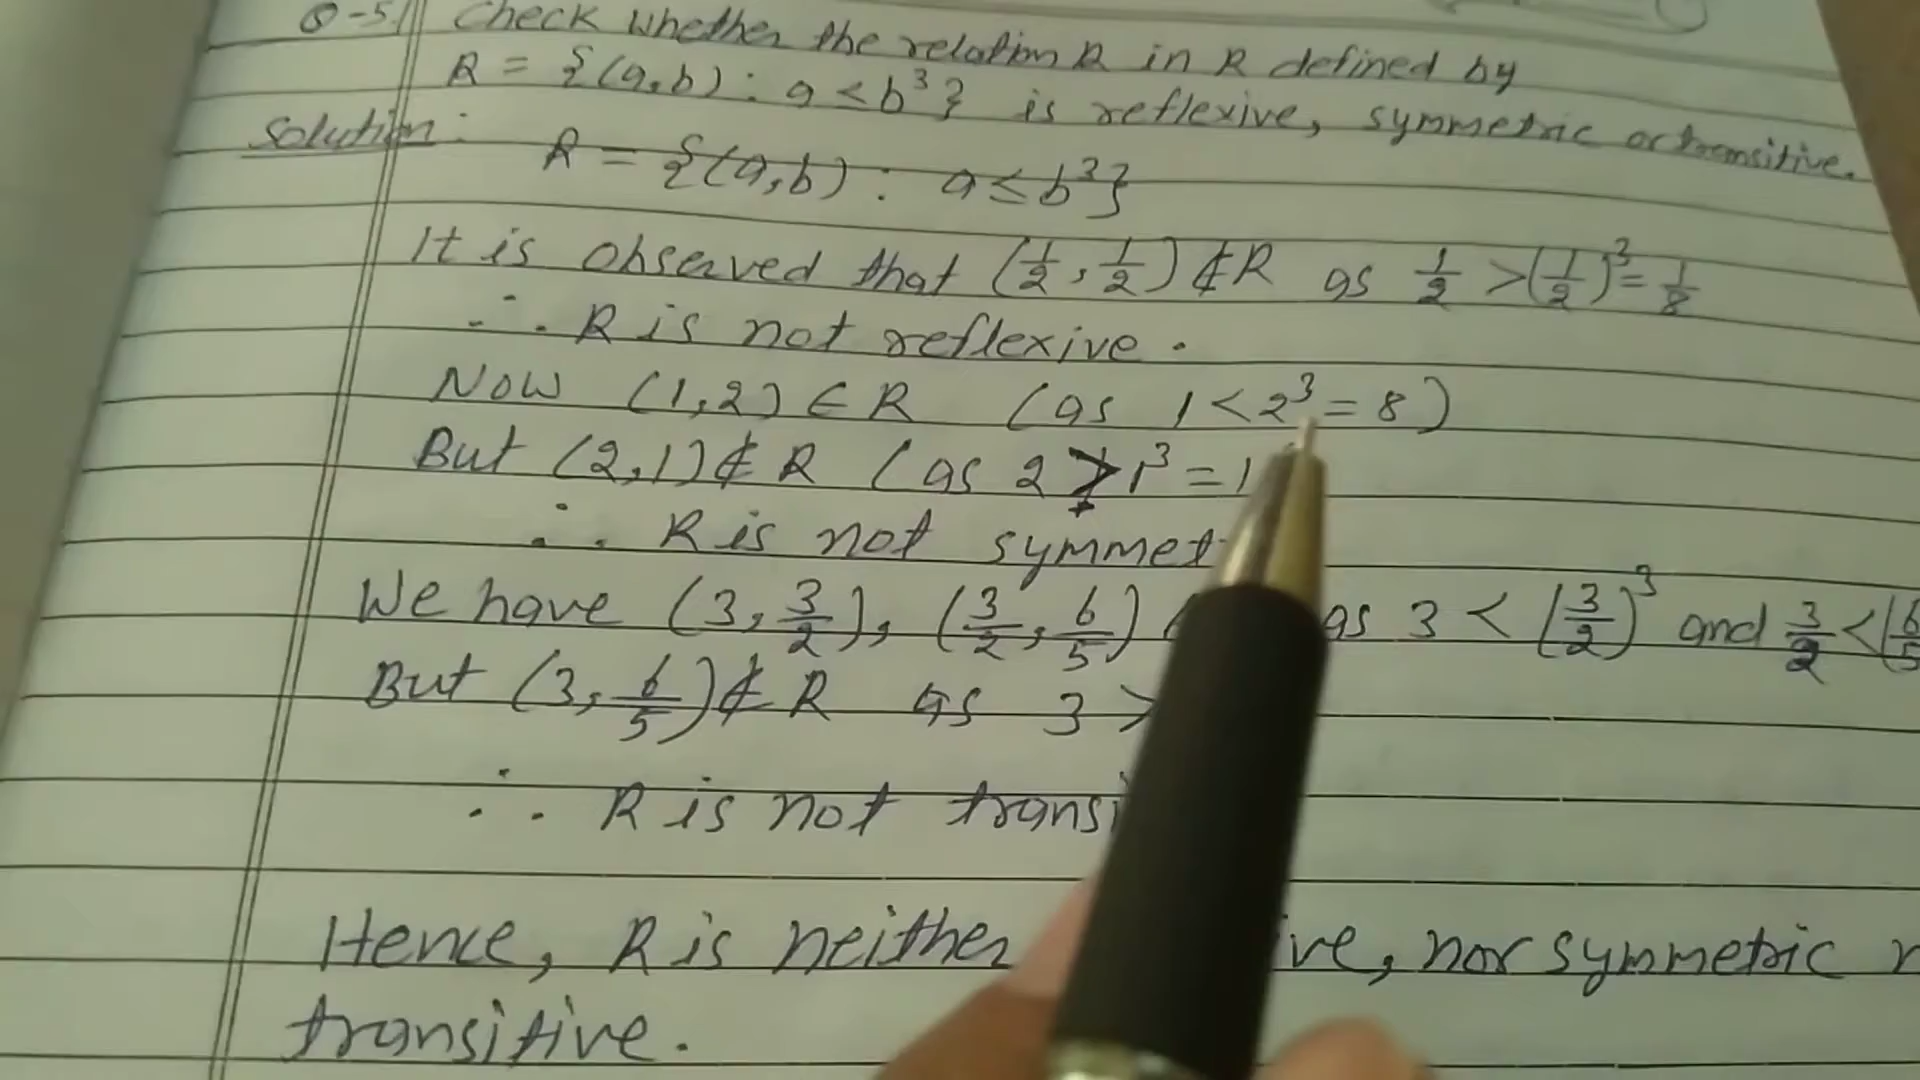 Q-5/ Check whether the relation R in R defined by
R = {(a,b) : a ≤ b³} is reflexive, symmetric or transitive.
Solution: R = {(a,b) : a ≤ b³}
It is observed that (1/2, 1/2) ∉ R as 1/2 > (1/2)³ = 1/8
∴ R is not reflexive.
Now (1,2) ∈ R (as 1 < 2³ = 8)
But (2,1) ∉ R (as 2 > 1³ = 1
∴ R is not symmet
We have (3, 3/2), (3/2, 6/5) as 3 < (3/2)³ and 3/2 < (6/5
But (3, 6/5) ∉ R as 3 >
∴ R is not transi
Hence, R is neither ive, nor symmetric
transitive.